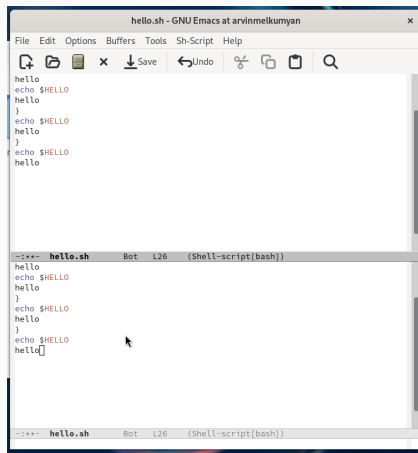 hello.sh - GNU Emacs at arvinmelkumyan
File Edit Options Buffers Tools Sh-Script Help
Save Undo
hello
echo $HELLO
hello
}
echo $HELLO
hello
}
echo $HELLO
hello
-:**- hello.sh Bot L26 (Shell-script[bash])
hello
echo $HELLO
hello
}
echo $HELLO
hello
}
echo $HELLO
hello
-:**- hello.sh Bot L26 (Shell-script[bash])